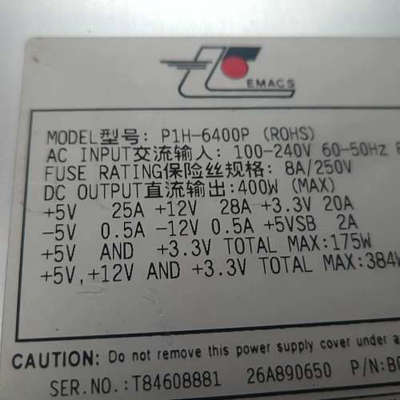 EMACS
MODEL型号: P1H-6400P (ROHS)
AC INPUT交流输入: 100-240V 60-50Hz
FUSE RATING保险丝规格: 8A/250V
DC OUTPUT直流输出:400W (MAX)
+5V 25A +12V 28A +3.3V 20A
-5V 0.5A -12V 0.5A +5VSB 2A
+5V AND +3.3V TOTAL MAX:175W
+5V,+12V AND +3.3V TOTAL MAX:384W
CAUTION: Do not remove this power supply cover under a
SER.NO.:T84608881 26A890650 P/N:B